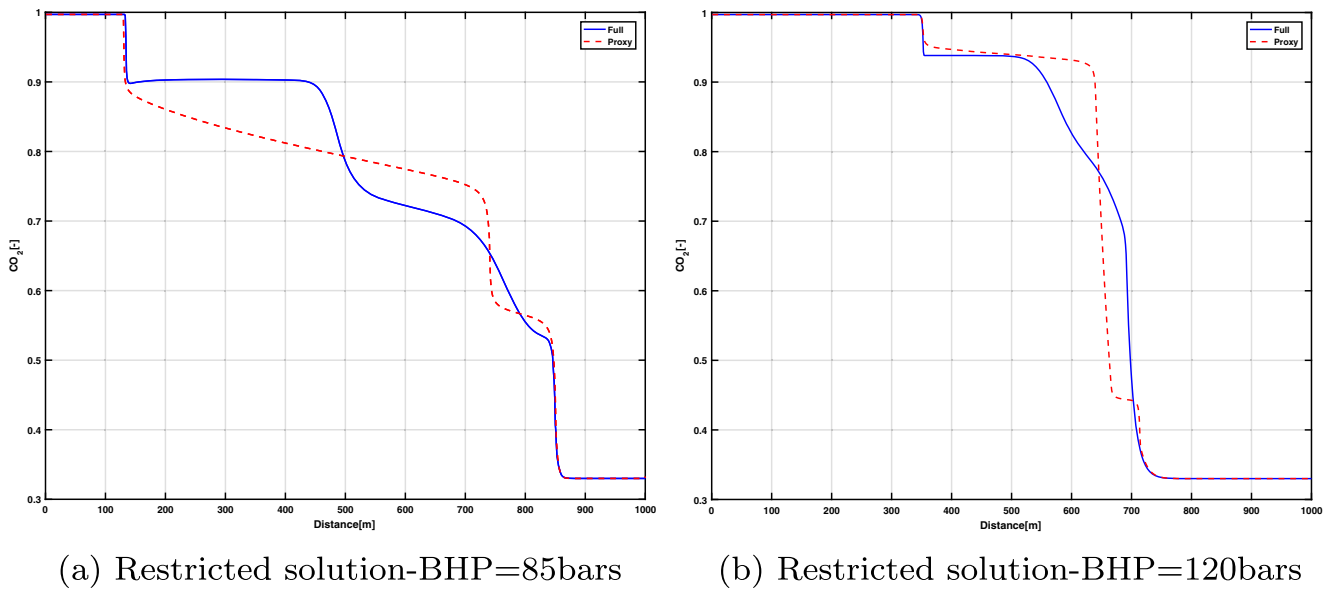 1
0.9
0.8
0.7
0.6
0.5
0.4
0.3
CO2[-]
0 100 200 300 400 500 600 700 800 900 1000
Distance[m]
Full
Proxy
(a) Restricted solution-BHP=85bars
1
0.9
0.8
0.7
0.6
0.5
0.4
0.3
CO2[-]
0 100 200 300 400 500 600 700 800 900 1000
Distance[m]
Full
Proxy
(b) Restricted solution-BHP=120bars